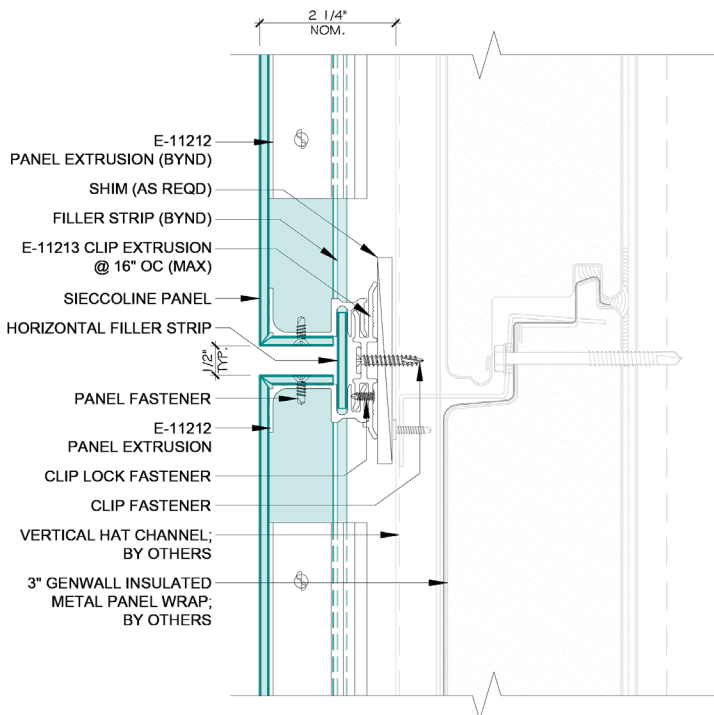 2 1/4"
NOM.
E-11212
PANEL EXTRUSION (BYND)
SHIM (AS REQD)
FILLER STRIP (BYND)
E-11213 CLIP EXTRUSION
@ 16" OC (MAX)
SIECCOLINE PANEL
HORIZONTAL FILLER STRIP
1/2"
TYP.
PANEL FASTENER
E-11212
PANEL EXTRUSION
CLIP LOCK FASTENER
CLIP FASTENER
VERTICAL HAT CHANNEL;
BY OTHERS
3" GENWALL INSULATED
METAL PANEL WRAP;
BY OTHERS